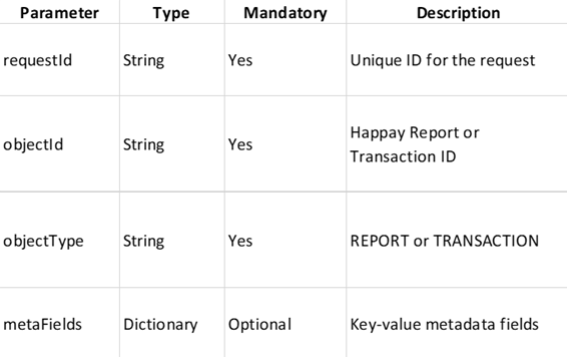 Parameter Type Mandatory Description
requestId String Yes Unique ID for the request
objectId String Yes Happay Report or
Transaction ID
objectType String Yes REPORT or TRANSACTION
metaFields Dictionary Optional Key-value metadata fields